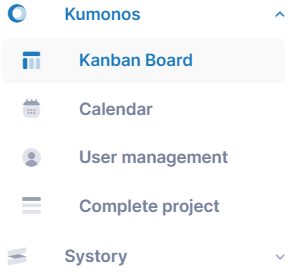 Kumonos
Kanban Board
Calendar
User management
Complete project
Systory